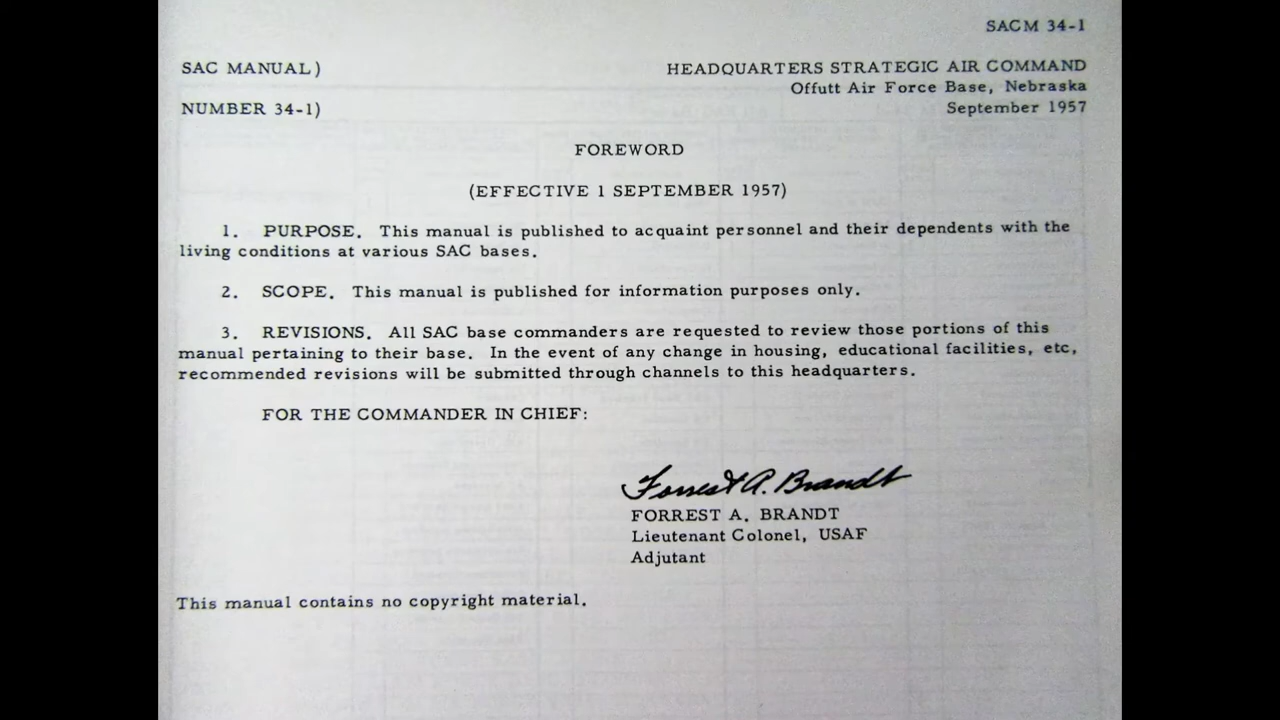 SACM 34-1
SAC MANUAL)
HEADQUARTERS STRATEGIC AIR COMMAND
Offutt Air Force Base, Nebraska
NUMBER 34-1)
September 1957
FOREWORD
(EFFECTIVE 1 SEPTEMBER 1957)
1. PURPOSE. This manual is published to acquaint personnel and their dependents with the
living conditions at various SAC bases.
2. SCOPE. This manual is published for information purposes only.
3. REVISIONS. All SAC base commanders are requested to review those portions of this
manual pertaining to their base. In the event of any change in housing, educational facilities, etc,
recommended revisions will be submitted through channels to this headquarters.
FOR THE COMMANDER IN CHIEF:
Forrest A. Brandt
FORREST A. BRANDT
Lieutenant Colonel, USAF
Adjutant
This manual contains no copyright material.